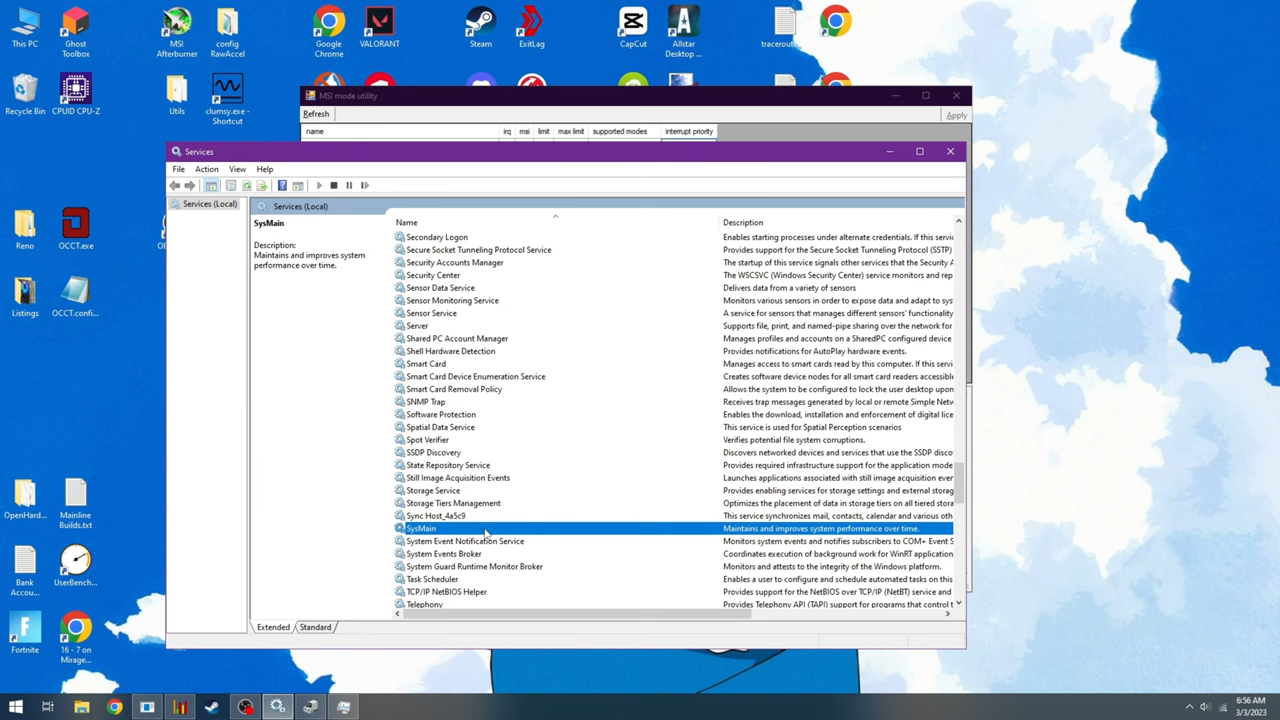 This PC
Ghost
Toolbox
MSI
Afterburner
config
RawAccel
Google
Chrome
VALORANT
Steam
ExitLag
CapCut
Allstar
Desktop ...
traceroute
Recycle Bin
CPUID CPU-Z
Utils
clumsy.exe -
Shortcut
Reno
OCCT.exe
Listings
OCCT.confi...
OpenHard...
Mainline
Builds.txt
Bank
Accou...
UserBench...
Fortnite
16 - 7 on
Mirage...
MSI mode utility
Refresh
Apply
name irq msi limit max limit supported modes interrupt priority
Services
File Action View Help
Services (Local)
Services (Local)
SysMain
Description:
Maintains and improves system
performance over time.
Name Description
Secondary Logon Enables starting processes under alternate credentials. If this servic
Secure Socket Tunneling Protocol Service Provides support for the Secure Socket Tunneling Protocol (SSTP)
Security Accounts Manager The startup of this service signals other services that the Security A
Security Center The WSCSVC (Windows Security Center) service monitors and rep
Sensor Data Service Delivers data from a variety of sensors
Sensor Monitoring Service Monitors various sensors in order to expose data and adapt to sys
Sensor Service A service for sensors that manages different sensors' functionality
Server Supports file, print, and named-pipe sharing over the network for
Shared PC Account Manager Manages profiles and accounts on a SharedPC configured device
Shell Hardware Detection Provides notifications for AutoPlay hardware events.
Smart Card Manages access to smart cards read by this computer. If this servi
Smart Card Device Enumeration Service Creates software device nodes for all smart card readers accessible
Smart Card Removal Policy Allows the system to be configured to lock the user desktop upon
SNMP Trap Receives trap messages generated by local or remote Simple Netw
Software Protection Enables the download, installation and enforcement of digital lice
Spatial Data Service This service is used for Spatial Perception scenarios
Spot Verifier Verifies potential file system corruptions.
SSDP Discovery Discovers networked devices and services that use the SSDP disco
State Repository Service Provides required infrastructure support for the application mode
Still Image Acquisition Events Launches applications associated with still image acquisition even
Storage Service Provides enabling services for storage settings and external storag
Storage Tiers Management Optimizes the placement of data in storage tiers on all tiered stora
Sync Host_4a5c9 This service synchronizes mail, contacts, calendar and various oth
SysMain Maintains and improves system performance over time.
System Event Notification Service Monitors system events and notifies subscribers to COM+ Event S
System Events Broker Coordinates execution of background work for WinRT application
System Guard Runtime Monitor Broker Monitors and attests to the integrity of the Windows platform.
Task Scheduler Enables a user to configure and schedule automated tasks on this
TCP/IP NetBIOS Helper Provides support for the NetBIOS over TCP/IP (NetBT) service and
Telephony Provides Telephony API (TAPI) support for programs that control t
Extended Standard
6:56 AM
3/3/2023